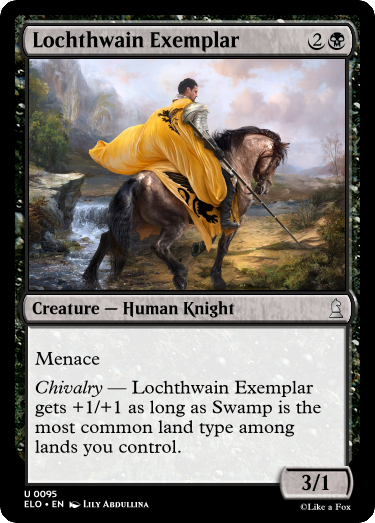 Lochthwain Exemplar 2
Creature — Human Knight
Menace
Chivalry — Lochthwain Exemplar
gets +1/+1 as long as Swamp is the
most common land type among
lands you control.
3/1
U 0095
ELO • EN Lily Abdullina
©Like a Fox